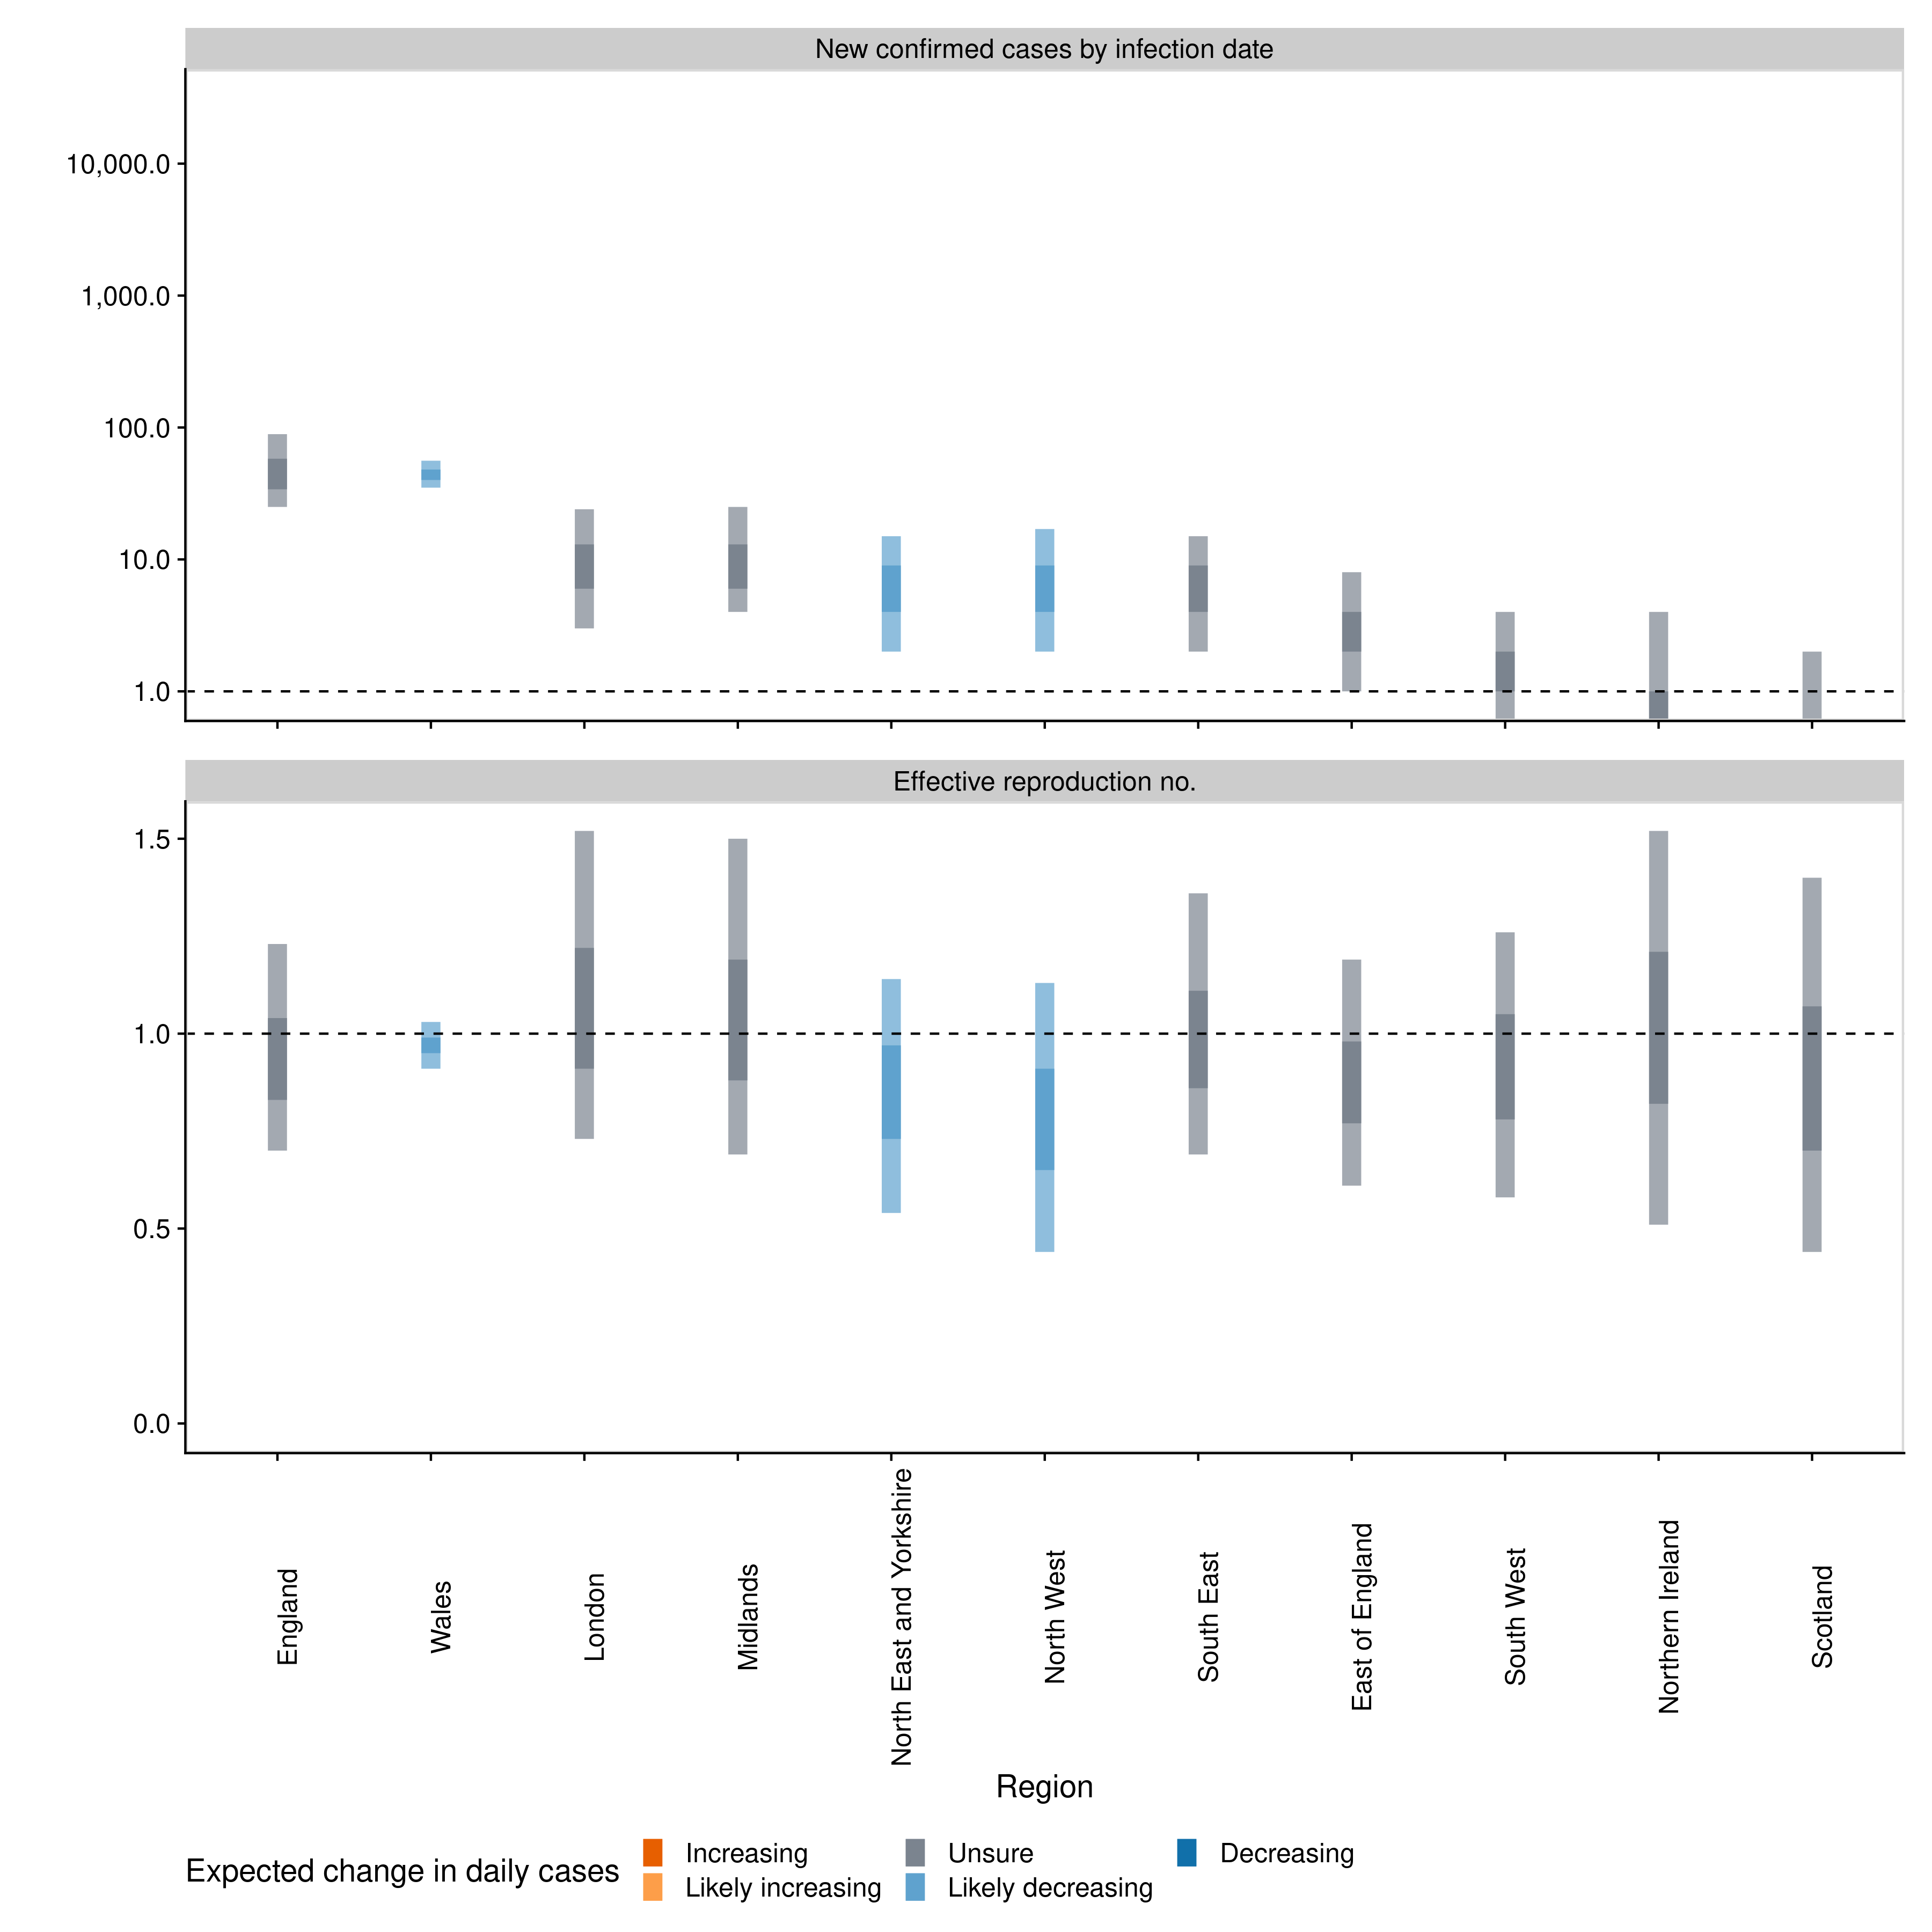 New confirmed cases by infection date
10,000.0
1,000.0
100.0
10.0
1.0
Effective reproduction no.
1.5
1.0
0.5
0.0
England
Wales
London
Midlands
North East and Yorkshire
North West
South East
East of England
South West
Northern Ireland
Scotland
Region
Expected change in daily cases
Increasing
Likely increasing
Unsure
Likely decreasing
Decreasing